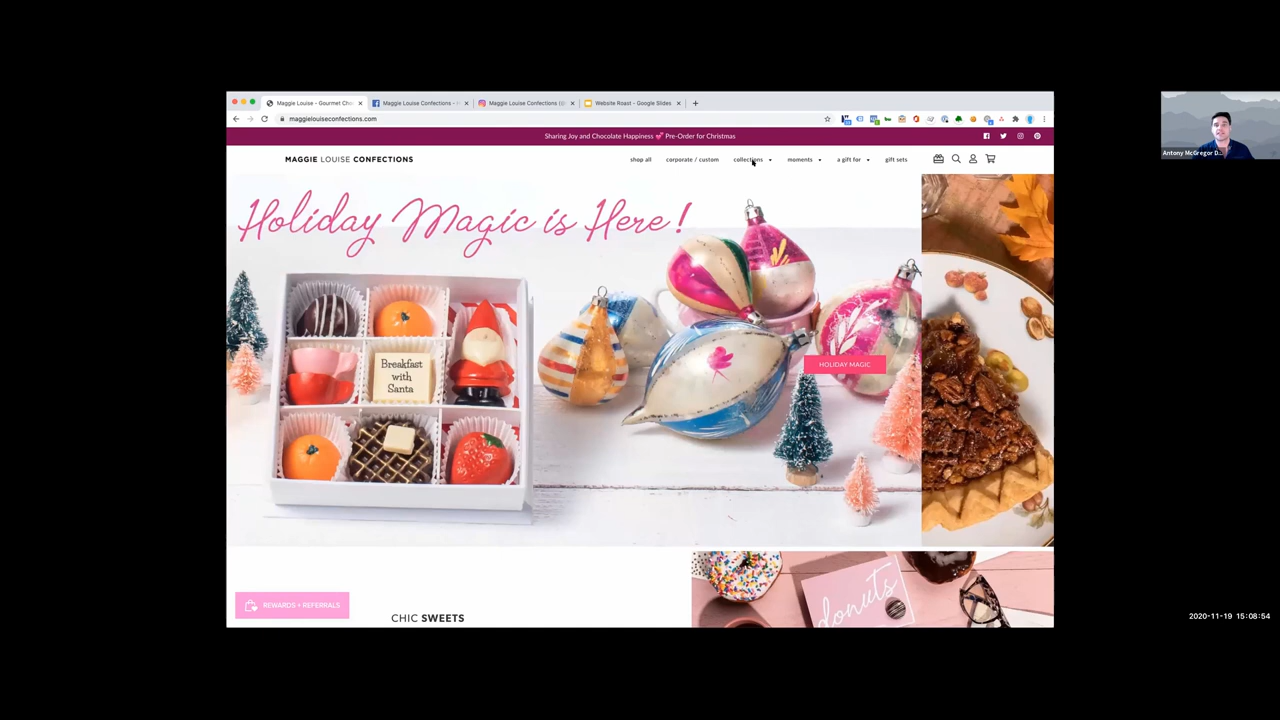 Maggie Louise - Gourmet Cho
Maggie Louise Confections -
Maggie Louise Confections (@
Website Roast - Google Slides
maggielouiseconfections.com
Sharing Joy and Chocolate Happiness 💕 Pre-Order for Christmas
MAGGIE LOUISE CONFECTIONS
shop all
corporate / custom
collections
moments
a gift for
gift sets
Antony McGregor D...
Holiday Magic is Here!
Breakfast
with
Santa
HOLIDAY MAGIC
donuts
REWARDS + REFERRALS
CHIC SWEETS
2020-11-19 15:08:54